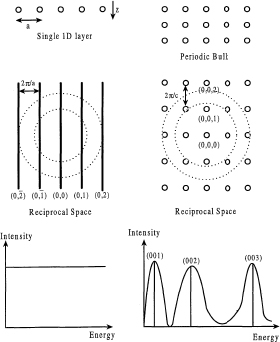 z
a
Single 1D layer
Periodic Bulk
2π/a
2π/c
(0,0,2)
(0,0,1)
(0,0,0)
(0,2̄) (0,1̄) (0,0) (0,1) (0,2)
Reciprocal Space
Reciprocal Space
Intensity
Energy
Intensity
(001)
(002)
(003)
Energy